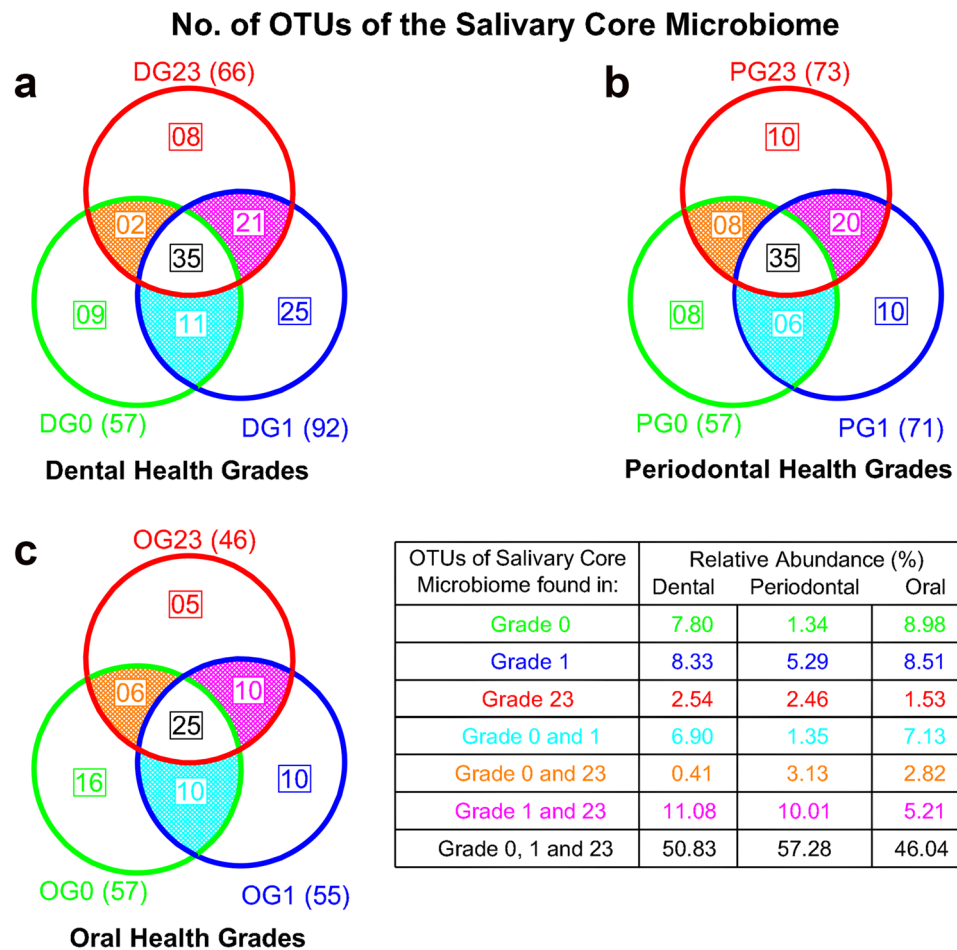 No. of OTUs of the Salivary Core Microbiome
a
DG23 (66)
08
02
21
35
09
11
25
DG0 (57)
DG1 (92)
Dental Health Grades
b
PG23 (73)
10
08
20
35
08
06
10
PG0 (57)
PG1 (71)
Periodontal Health Grades
c
OG23 (46)
05
06
10
25
16
10
10
OG0 (57)
OG1 (55)
Oral Health Grades
OTUs of Salivary Core Microbiome found in: Relative Abundance (%)
Dental Periodontal Oral
Grade 0 7.80 1.34 8.98
Grade 1 8.33 5.29 8.51
Grade 23 2.54 2.46 1.53
Grade 0 and 1 6.90 1.35 7.13
Grade 0 and 23 0.41 3.13 2.82
Grade 1 and 23 11.08 10.01 5.21
Grade 0, 1 and 23 50.83 57.28 46.04